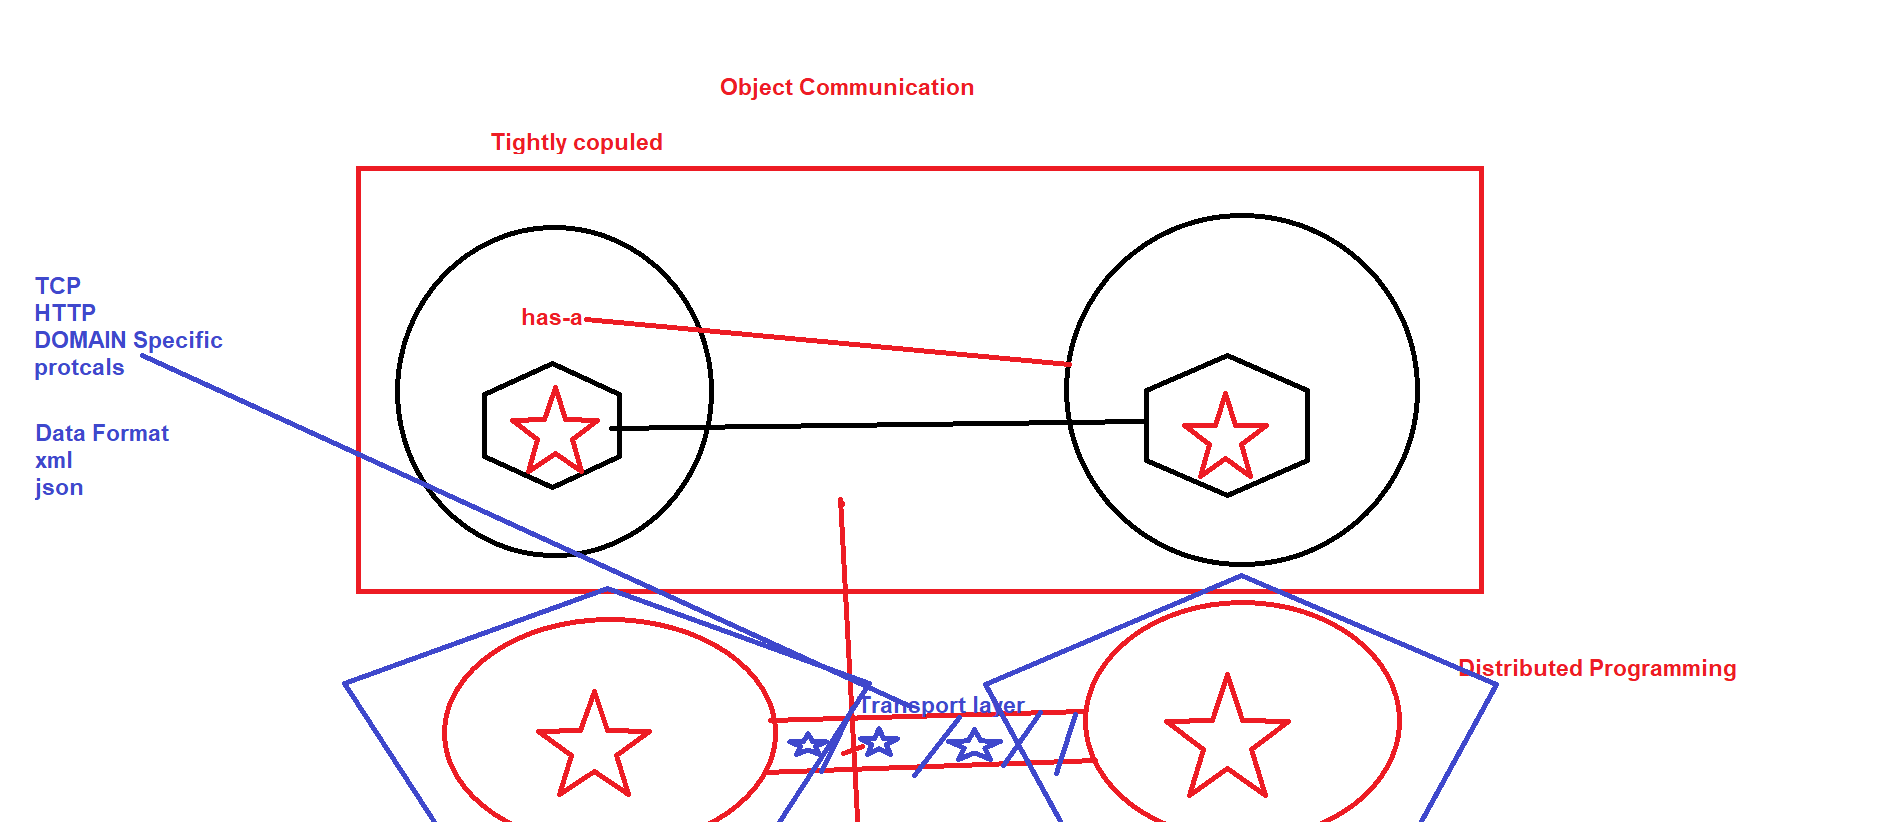 Object Communication
Tightly copuled
TCP
HTTP
DOMAIN Specific
protcals
has-a
Data Format
xml
json
Distributed Programming
Transport layer